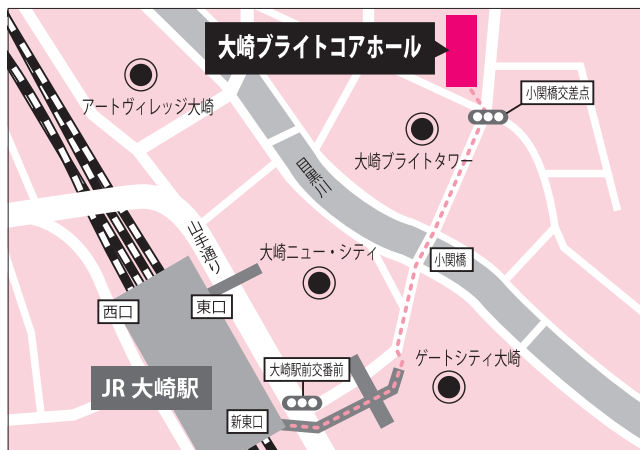 大崎ブライトコアホール
小関橋交差点
アートヴィレッジ大崎
大崎ブライトタワー
目黒川
山手通り
大崎ニュー・シティ
小関橋
東口
西口
ゲートシティ大崎
大崎駅前交番前
JR 大崎駅
新東口